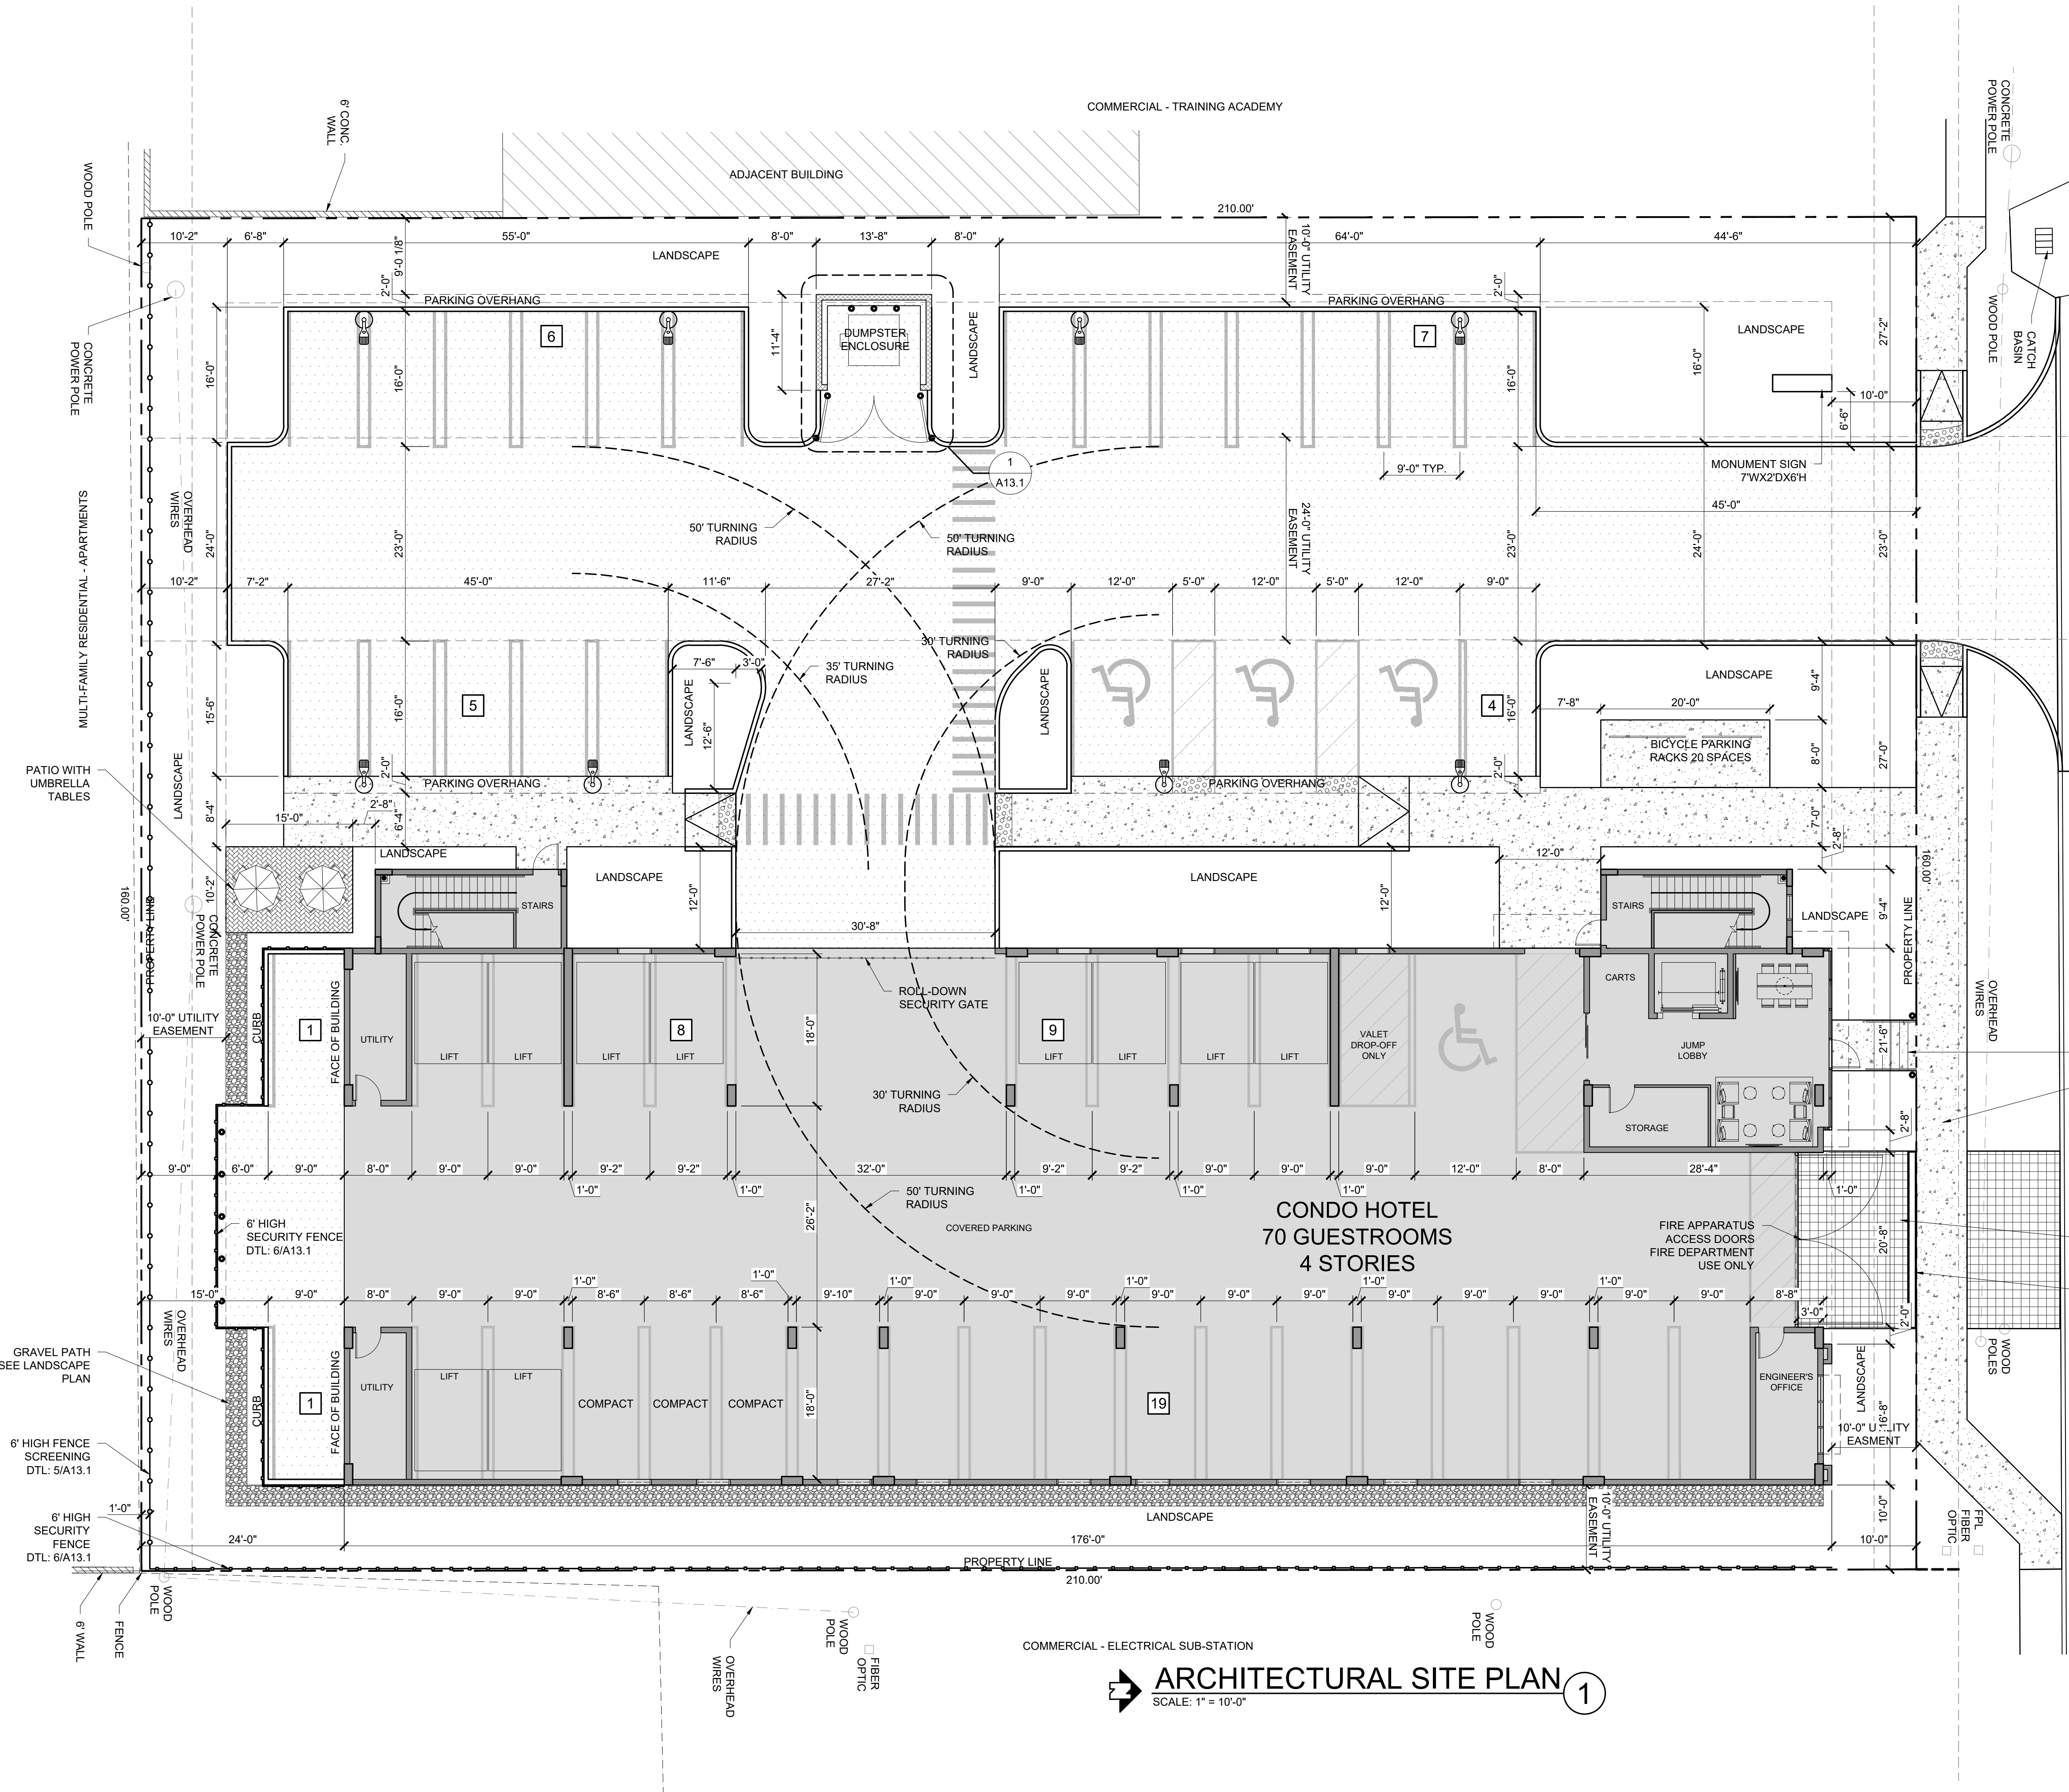 COMMERCIAL - TRAINING ACADEMY
CONCRETE
POWER POLE
6' CONC.
WALL
ADJACENT BUILDING
WOOD POLE
210.00'
10'-2"
6'-8"
55'-0"
8'-0"
13'-8"
8'-0"
64'-0"
44'-6"
9'-0 1/8"
LANDSCAPE
10'-0" UTILITY
EASEMENT
2'-0"
PARKING OVERHANG
2'-0"
PARKING OVERHANG
CONCRETE
POWER POLE
16'-0"
16'-0"
6
11'-4"
DUMPSTER
ENCLOSURE
LANDSCAPE
7
16'-0"
16'-0"
LANDSCAPE
27'-2"
10'-0"
6'-6"
WOOD POLE
CATCH
BASIN
1
A13.1
9'-0" TYP.
MONUMENT SIGN
7'WX2'DX6'H
45'-0"
MULTI-FAMILY RESIDENTIAL - APARTMENTS
OVERHEAD
WIRES
24'-0"
23'-0"
50' TURNING
RADIUS
50' TURNING
RADIUS
24'-0" UTILITY
EASEMENT
23'-0"
24'-0"
23'-0"
10'-2"
7'-2"
45'-0"
11'-6"
27'-2"
9'-0"
12'-0"
5'-0"
12'-0"
5'-0"
12'-0"
9'-0"
30' TURNING
RADIUS
7'-6"
3'-0"
35' TURNING
RADIUS
LANDSCAPE
12'-6"
LANDSCAPE
5
15'-6"
16'-0"
4
16'-0"
7'-8"
20'-0"
LANDSCAPE
9'-4"
BICYCLE PARKING
RACKS 20 SPACES
8'-0"
27'-0"
PATIO WITH
UMBRELLA
TABLES
LANDSCAPE
2'-0"
PARKING OVERHANG
PARKING OVERHANG
2'-0"
8'-4"
15'-0"
2'-8"
6'-4"
7'-0"
2'-8"
160.00'
LANDSCAPE
10'-2"
LANDSCAPE
12'-0"
LANDSCAPE
12'-0"
12'-0"
160.00'
PROPERTY LINE
CONCRETE
POWER POLE
STAIRS
30'-8"
STAIRS
LANDSCAPE
9'-4"
PROPERTY LINE
ROLL-DOWN
SECURITY GATE
CARTS
OVERHEAD
WIRES
10'-0" UTILITY
EASEMENT
CURB
1
FACE OF BUILDING
UTILITY
LIFT
LIFT
8
LIFT
LIFT
18'-0"
9
LIFT
LIFT
LIFT
LIFT
VALET
DROP-OFF
ONLY
JUMP
LOBBY
21'-6"
30' TURNING
RADIUS
STORAGE
2'-8"
9'-0"
6'-0"
9'-0"
8'-0"
9'-0"
9'-0"
1'-0"
9'-2"
9'-2"
1'-0"
32'-0"
1'-0"
9'-2"
9'-2"
1'-0"
9'-0"
9'-0"
1'-0"
9'-0"
12'-0"
8'-0"
28'-4"
1'-0"
50' TURNING
RADIUS
26'-2"
COVERED PARKING
CONDO HOTEL
70 GUESTROOMS
4 STORIES
6' HIGH
SECURITY FENCE
DTL: 6/A13.1
FIRE APPARATUS
ACCESS DOORS
FIRE DEPARTMENT
USE ONLY
20'-8"
15'-0"
9'-0"
8'-0"
9'-0"
9'-0"
1'-0"
8'-6"
8'-6"
8'-6"
1'-0"
9'-10"
1'-0"
9'-0"
9'-0"
9'-0"
1'-0"
9'-0"
9'-0"
9'-0"
1'-0"
9'-0"
9'-0"
9'-0"
1'-0"
9'-0"
9'-0"
8'-8"
3'-0"
2'-0"
OVERHEAD
WIRES
WOOD
POLES
GRAVEL PATH
SEE LANDSCAPE
PLAN
CURB
1
FACE OF BUILDING
UTILITY
LIFT
LIFT
COMPACT
COMPACT
COMPACT
18'-0"
19
ENGINEER'S
OFFICE
LANDSCAPE
16'-8"
10'-0" UTILITY
EASMENT
6' HIGH FENCE
SCREENING
DTL: 5/A13.1
1'-0"
6' HIGH
SECURITY
FENCE
DTL: 6/A13.1
LANDSCAPE
10'-0" UTILITY
EASEMENT
10'-0"
FPL
FIBER
OPTIC
24'-0"
176'-0"
10'-0"
PROPERTY LINE
210.00'
WOOD
POLE
FENCE
6' WALL
WOOD
POLE
FIBER
OPTIC
OVERHEAD
WIRES
WOOD
POLE
COMMERCIAL - ELECTRICAL SUB-STATION
ARCHITECTURAL SITE PLAN
1
SCALE: 1" = 10'-0"